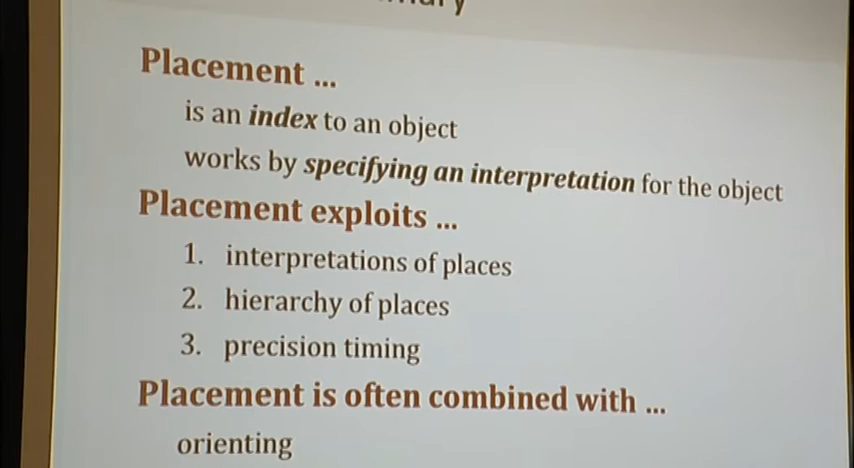 Placement ...
is an index to an object
works by specifying an interpretation for the object
Placement exploits ...
1. interpretations of places
2. hierarchy of places
3. precision timing
Placement is often combined with ...
orienting